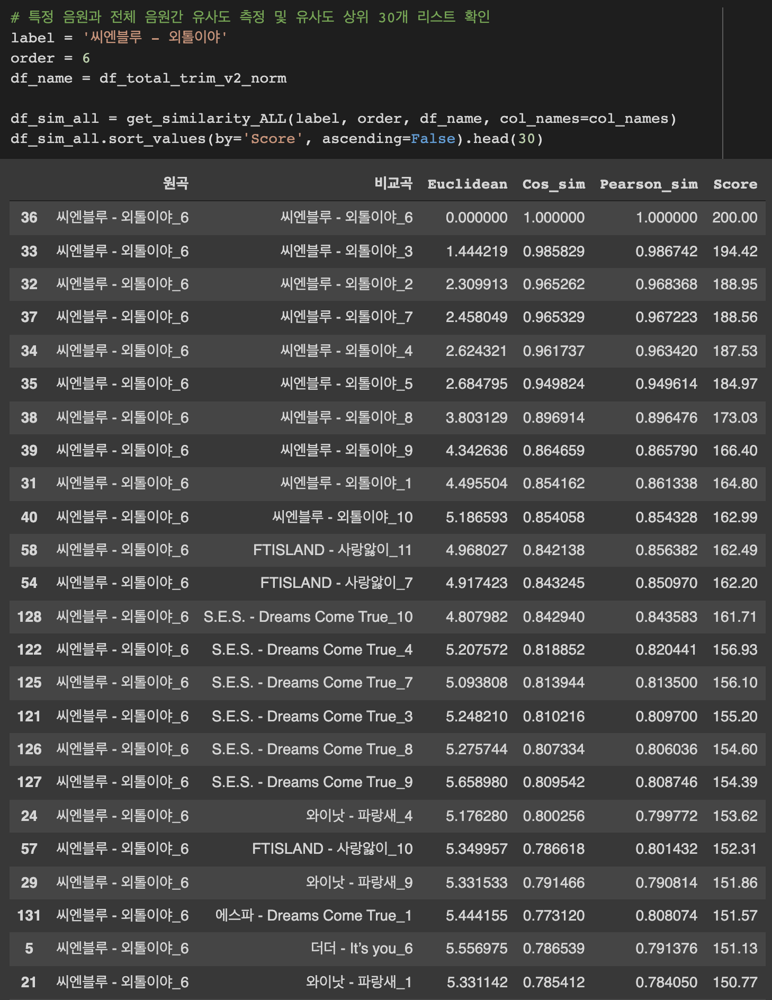 # 특정 음원과 전체 음원간 유사도 측정 및 유사도 상위 30개 리스트 확인
label = '씨엔블루 – 외톨이야'
order = 6
df_name = df_total_trim_v2_norm
df_sim_all = get_similarity_ALL(label, order, df_name, col_names=col_names)
df_sim_all.sort_values(by='Score', ascending=False).head(30)
원곡 비교곡 Euclidean Cos_sim Pearson_sim Score
36 씨엔블루 - 외톨이야_6 씨엔블루 - 외톨이야_6 0.000000 1.000000 1.000000 200.00
33 씨엔블루 - 외톨이야_6 씨엔블루 - 외톨이야_3 1.444219 0.985829 0.986742 194.42
32 씨엔블루 - 외톨이야_6 씨엔블루 - 외톨이야_2 2.309913 0.965262 0.968368 188.95
37 씨엔블루 - 외톨이야_6 씨엔블루 - 외톨이야_7 2.458049 0.965329 0.967223 188.56
34 씨엔블루 - 외톨이야_6 씨엔블루 - 외톨이야_4 2.624321 0.961737 0.963420 187.53
35 씨엔블루 - 외톨이야_6 씨엔블루 - 외톨이야_5 2.684795 0.949824 0.949614 184.97
38 씨엔블루 - 외톨이야_6 씨엔블루 - 외톨이야_8 3.803129 0.896914 0.896476 173.03
39 씨엔블루 - 외톨이야_6 씨엔블루 - 외톨이야_9 4.342636 0.864659 0.865790 166.40
31 씨엔블루 - 외톨이야_6 씨엔블루 - 외톨이야_1 4.495504 0.854162 0.861338 164.80
40 씨엔블루 - 외톨이야_6 씨엔블루 - 외톨이야_10 5.186593 0.854058 0.854328 162.99
58 씨엔블루 - 외톨이야_6 FTISLAND - 사랑앓이_11 4.968027 0.842138 0.856382 162.49
54 씨엔블루 - 외톨이야_6 FTISLAND - 사랑앓이_7 4.917423 0.843245 0.850970 162.20
128 씨엔블루 - 외톨이야_6 S.E.S. - Dreams Come True_10 4.807982 0.842940 0.843583 161.71
122 씨엔블루 - 외톨이야_6 S.E.S. - Dreams Come True_4 5.207572 0.818852 0.820441 156.93
125 씨엔블루 - 외톨이야_6 S.E.S. - Dreams Come True_7 5.093808 0.813944 0.813500 156.10
121 씨엔블루 - 외톨이야_6 S.E.S. - Dreams Come True_3 5.248210 0.810216 0.809700 155.20
126 씨엔블루 - 외톨이야_6 S.E.S. - Dreams Come True_8 5.275744 0.807334 0.806036 154.60
127 씨엔블루 - 외톨이야_6 S.E.S. - Dreams Come True_9 5.658980 0.809542 0.808746 154.39
24 씨엔블루 - 외톨이야_6 와이낫 - 파랑새_4 5.176280 0.800256 0.799772 153.62
57 씨엔블루 - 외톨이야_6 FTISLAND - 사랑앓이_10 5.349957 0.786618 0.801432 152.31
29 씨엔블루 - 외톨이야_6 와이낫 - 파랑새_9 5.331533 0.791466 0.790814 151.86
131 씨엔블루 - 외톨이야_6 에스파 - Dreams Come True_1 5.444155 0.773120 0.808074 151.57
5 씨엔블루 - 외톨이야_6 더더 - It’s you_6 5.556975 0.786539 0.791376 151.13
21 씨엔블루 - 외톨이야_6 와이낫 - 파랑새_1 5.331142 0.785412 0.784050 150.77